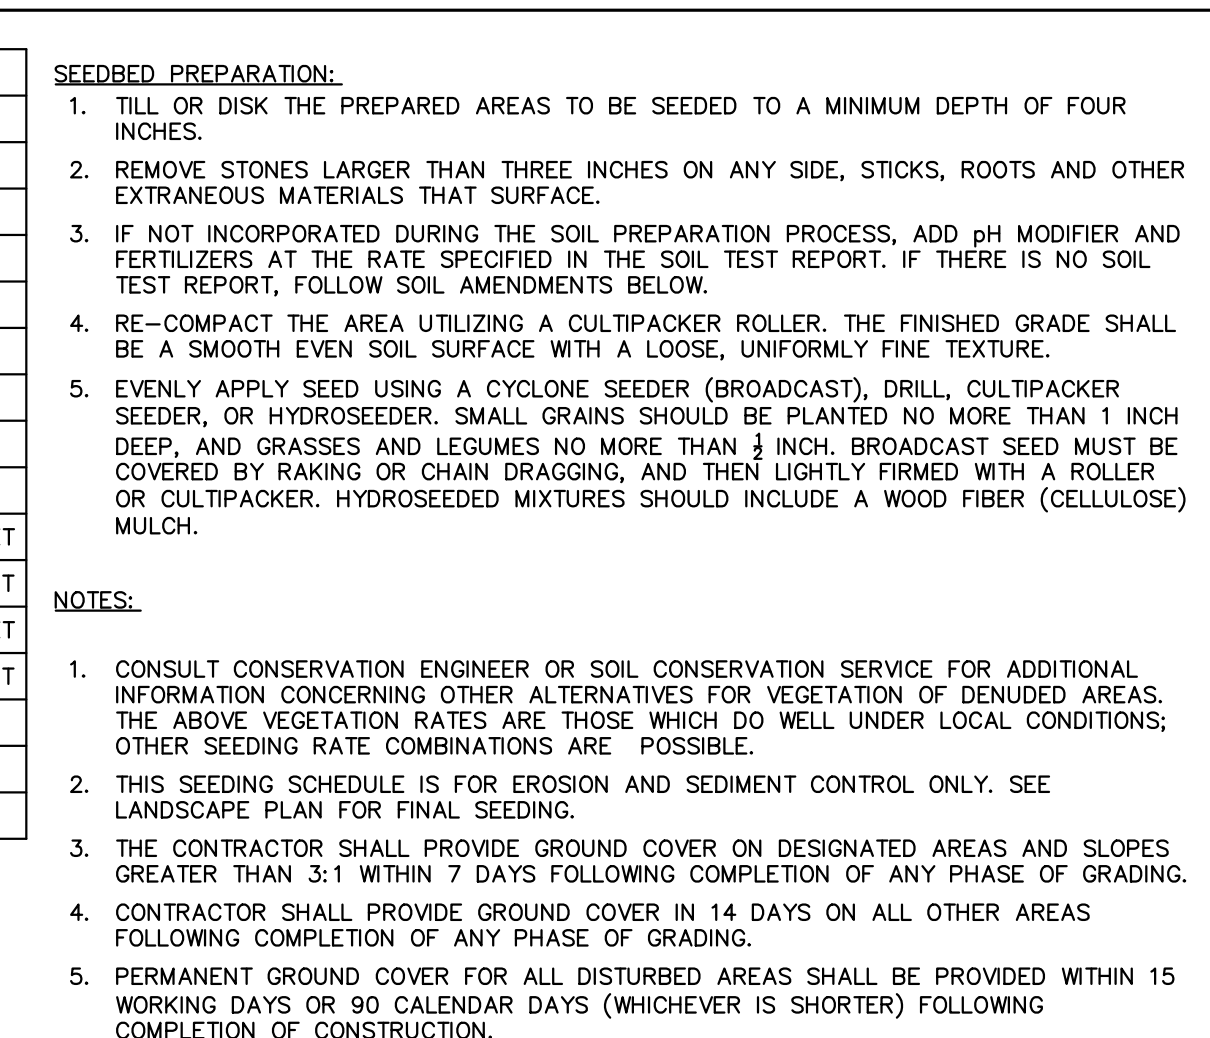 SEEDBED PREPARATION:
1. TILL OR DISK THE PREPARED AREAS TO BE SEEDED TO A MINIMUM DEPTH OF FOUR
INCHES.
2. REMOVE STONES LARGER THAN THREE INCHES ON ANY SIDE, STICKS, ROOTS AND OTHER
EXTRANEOUS MATERIALS THAT SURFACE.
3. IF NOT INCORPORATED DURING THE SOIL PREPARATION PROCESS, ADD pH MODIFIER AND
FERTILIZERS AT THE RATE SPECIFIED IN THE SOIL TEST REPORT. IF THERE IS NO SOIL
TEST REPORT, FOLLOW SOIL AMENDMENTS BELOW.
4. RE-COMPACT THE AREA UTILIZING A CULTIPACKER ROLLER. THE FINISHED GRADE SHALL
BE A SMOOTH EVEN SOIL SURFACE WITH A LOOSE, UNIFORMLY FINE TEXTURE.
5. EVENLY APPLY SEED USING A CYCLONE SEEDER (BROADCAST), DRILL, CULTIPACKER
SEEDER, OR HYDROSEEDER. SMALL GRAINS SHOULD BE PLANTED NO MORE THAN 1 INCH
DEEP, AND GRASSES AND LEGUMES NO MORE THAN ½ INCH. BROADCAST SEED MUST BE
COVERED BY RAKING OR CHAIN DRAGGING, AND THEN LIGHTLY FIRMED WITH A ROLLER
OR CULTIPACKER. HYDROSEEDED MIXTURES SHOULD INCLUDE A WOOD FIBER (CELLULOSE)
MULCH.
T
T
T
T
NOTES:
1. CONSULT CONSERVATION ENGINEER OR SOIL CONSERVATION SERVICE FOR ADDITIONAL
INFORMATION CONCERNING OTHER ALTERNATIVES FOR VEGETATION OF DENUDED AREAS.
THE ABOVE VEGETATION RATES ARE THOSE WHICH DO WELL UNDER LOCAL CONDITIONS;
OTHER SEEDING RATE COMBINATIONS ARE POSSIBLE.
2. THIS SEEDING SCHEDULE IS FOR EROSION AND SEDIMENT CONTROL ONLY. SEE
LANDSCAPE PLAN FOR FINAL SEEDING.
3. THE CONTRACTOR SHALL PROVIDE GROUND COVER ON DESIGNATED AREAS AND SLOPES
GREATER THAN 3:1 WITHIN 7 DAYS FOLLOWING COMPLETION OF ANY PHASE OF GRADING.
4. CONTRACTOR SHALL PROVIDE GROUND COVER IN 14 DAYS ON ALL OTHER AREAS
FOLLOWING COMPLETION OF ANY PHASE OF GRADING.
5. PERMANENT GROUND COVER FOR ALL DISTURBED AREAS SHALL BE PROVIDED WITHIN 15
WORKING DAYS OR 90 CALENDAR DAYS (WHICHEVER IS SHORTER) FOLLOWING
COMPLETION OF CONSTRUCTION.